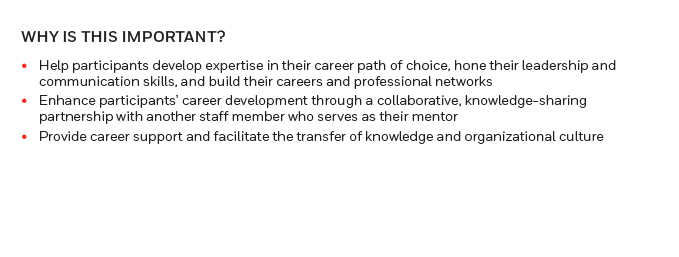 WHY IS THIS IMPORTANT?
• Help participants develop expertise in their career path of choice, hone their leadership and
communication skills, and build their careers and professional networks
• Enhance participants’ career development through a collaborative, knowledge-sharing
partnership with another staff member who serves as their mentor
• Provide career support and facilitate the transfer of knowledge and organizational culture